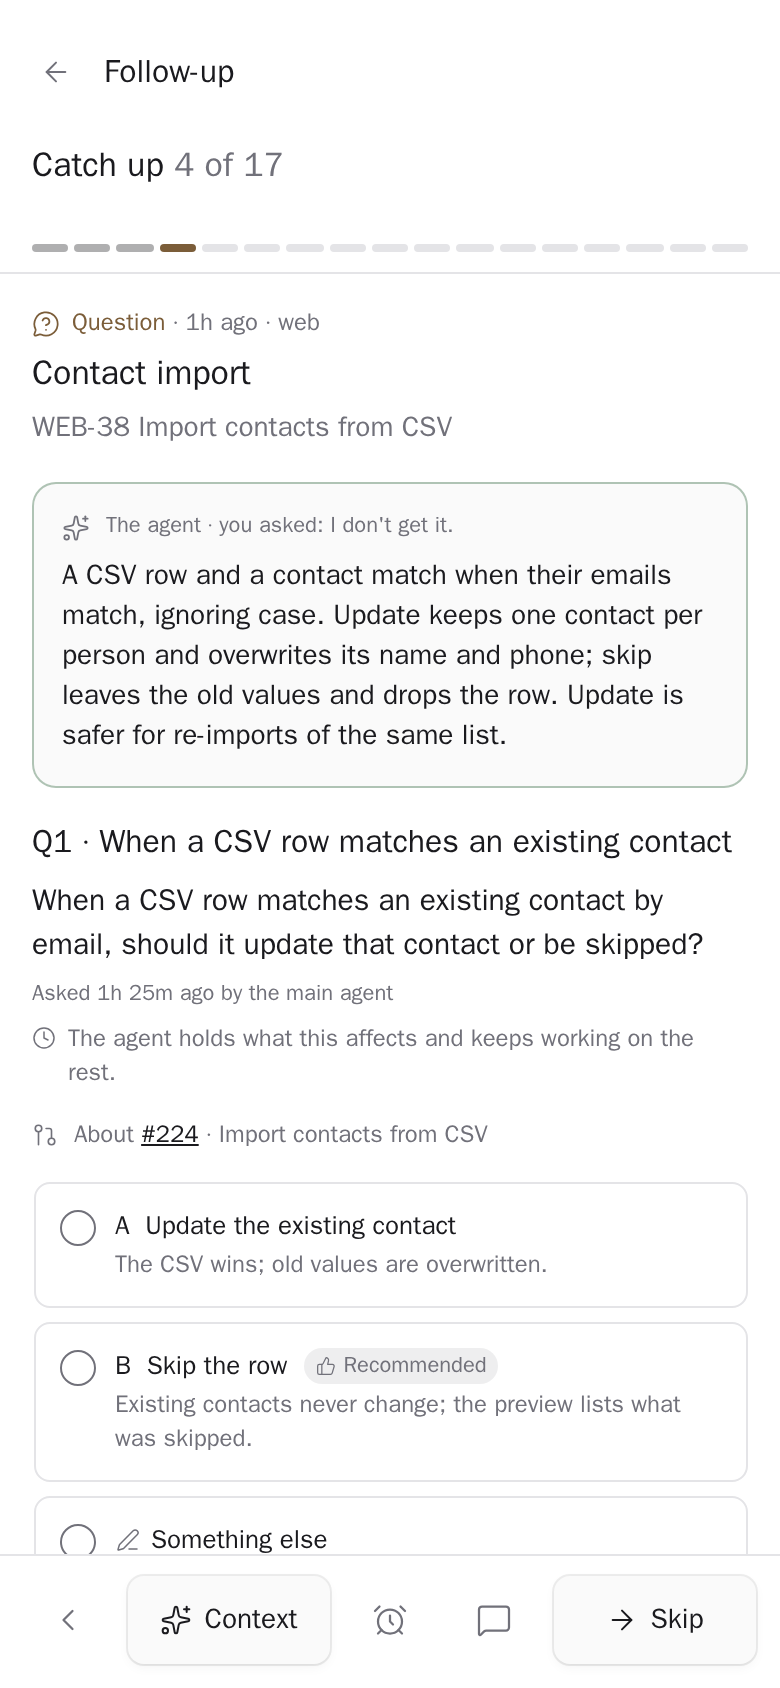 Follow-up
Catch up 4 of 17
Question · 1h ago · web
Contact import
WEB-38 Import contacts from CSV
The agent · you asked: I don't get it.
A CSV row and a contact match when their emails
match, ignoring case. Update keeps one contact per
person and overwrites its name and phone; skip
leaves the old values and drops the row. Update is
safer for re-imports of the same list.
Q1 · When a CSV row matches an existing contact
When a CSV row matches an existing contact by
email, should it update that contact or be skipped?
Asked 1h 25m ago by the main agent
The agent holds what this affects and keeps working on the
rest.
About #224 · Import contacts from CSV
A Update the existing contact
The CSV wins; old values are overwritten.
B Skip the row Recommended
Existing contacts never change; the preview lists what
was skipped.
Something else
Context
Skip